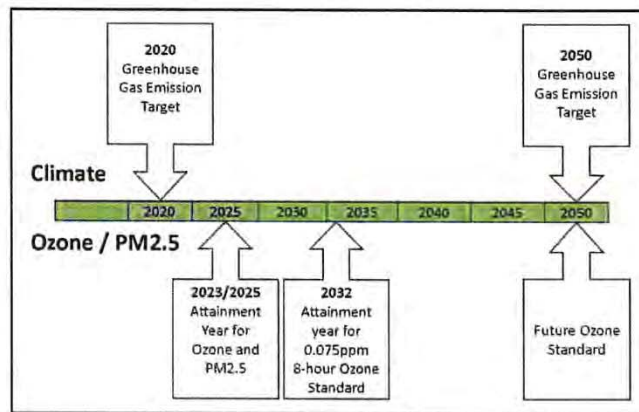 2020
Greenhouse
Gas Emission
Target
2050
Greenhouse
Gas Emission
Target
Climate
2020 2025 2030 2035 2040 2045 2050
Ozone / PM2.5
2023/2025
Attainment
Year for
Ozone and
PM2.5
2032
Attainment
year for
0.075ppm
8-hour Ozone
Standard
Future Ozone
Standard